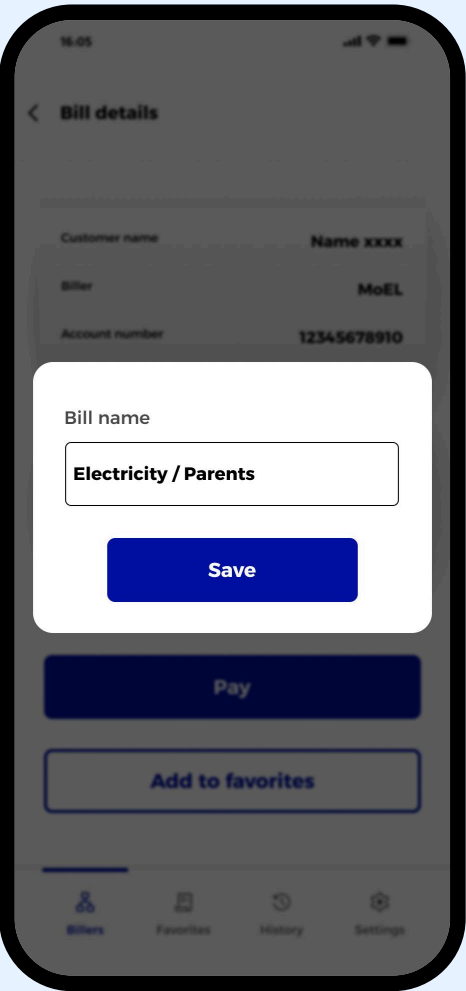 16:05
Bill details
Customer name Name xxxx
Biller MoEL
Account number 12345678910
Bill name
Electricity / Parents
Save
Pay
Add to favorites
Billers Favorites History Settings